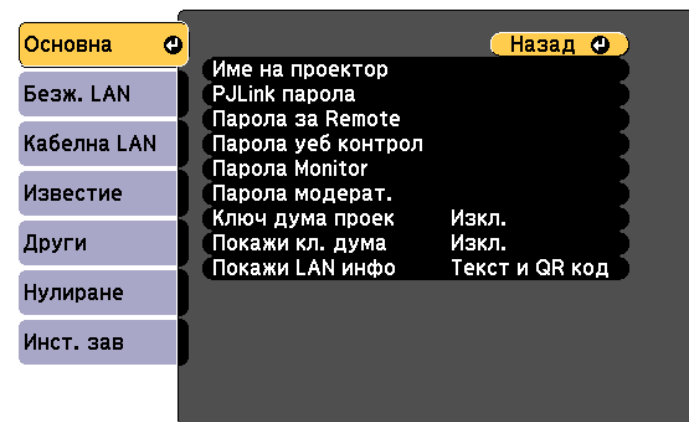 Основна
Безж. LAN
Кабелна LAN
Известие
Други
Нулиране
Инст. зав
Назад
Име на проектор
PJLink парола
Парола за Remote
Парола уеб контрол
Парола Monitor
Парола модерат.
Ключ дума проек Изкл.
Покажи кл. дума Изкл.
Покажи LAN инфо Текст и QR код